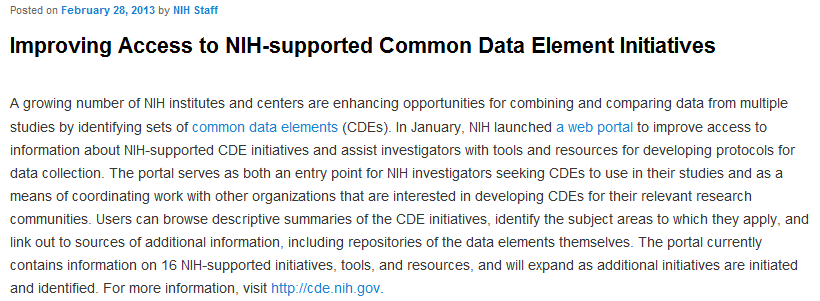 Posted on February 28, 2013 by NIH Staff
Improving Access to NIH-supported Common Data Element Initiatives
A growing number of NIH institutes and centers are enhancing opportunities for combining and comparing data from multiple
studies by identifying sets of common data elements (CDEs). In January, NIH launched a web portal to improve access to
information about NIH-supported CDE initiatives and assist investigators with tools and resources for developing protocols for
data collection. The portal serves as both an entry point for NIH investigators seeking CDEs to use in their studies and as a
means of coordinating work with other organizations that are interested in developing CDEs for their relevant research
communities. Users can browse descriptive summaries of the CDE initiatives, identify the subject areas to which they apply, and
link out to sources of additional information, including repositories of the data elements themselves. The portal currently
contains information on 16 NIH-supported initiatives, tools, and resources, and will expand as additional initiatives are initiated
and identified. For more information, visit http://cde.nih.gov.